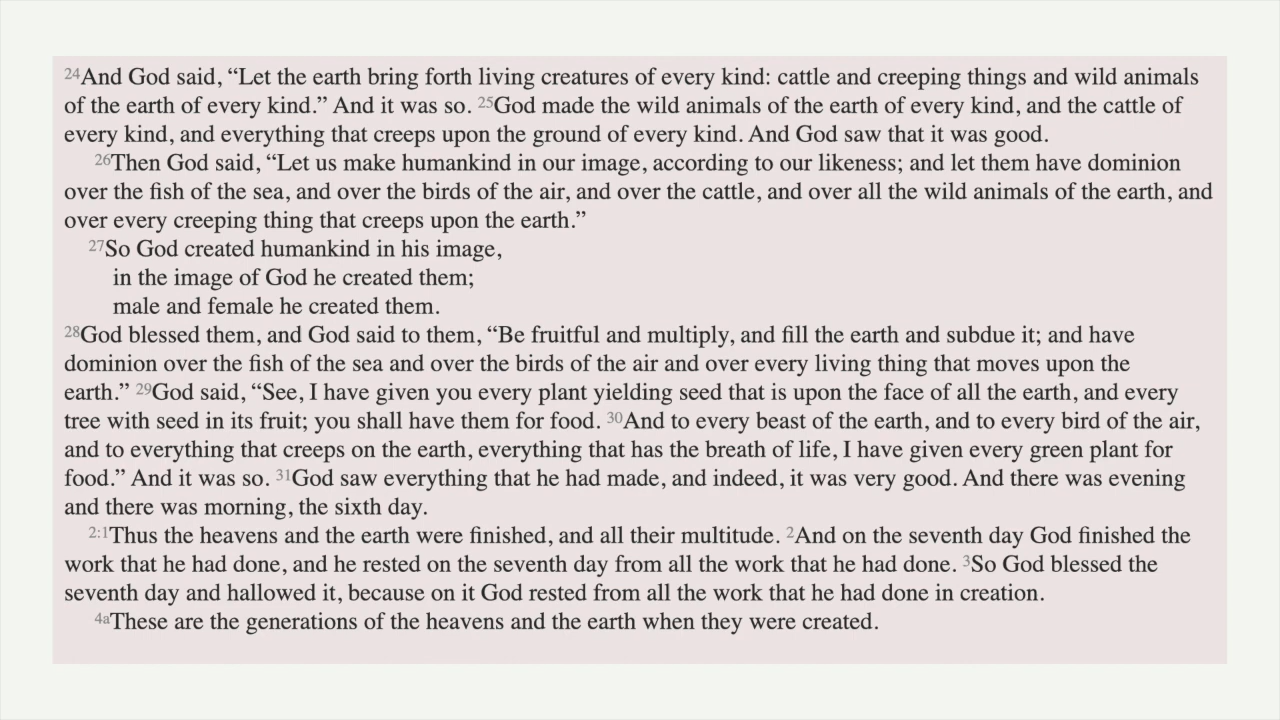 24And God said, “Let the earth bring forth living creatures of every kind: cattle and creeping things and wild animals
of the earth of every kind.” And it was so. 25God made the wild animals of the earth of every kind, and the cattle of
every kind, and everything that creeps upon the ground of every kind. And God saw that it was good.
26Then God said, “Let us make humankind in our image, according to our likeness; and let them have dominion
over the fish of the sea, and over the birds of the air, and over the cattle, and over all the wild animals of the earth, and
over every creeping thing that creeps upon the earth.”
27So God created humankind in his image,
in the image of God he created them;
male and female he created them.
28God blessed them, and God said to them, “Be fruitful and multiply, and fill the earth and subdue it; and have
dominion over the fish of the sea and over the birds of the air and over every living thing that moves upon the
earth.” 29God said, “See, I have given you every plant yielding seed that is upon the face of all the earth, and every
tree with seed in its fruit; you shall have them for food. 30And to every beast of the earth, and to every bird of the air,
and to everything that creeps on the earth, everything that has the breath of life, I have given every green plant for
food.” And it was so. 31God saw everything that he had made, and indeed, it was very good. And there was evening
and there was morning, the sixth day.
2:1Thus the heavens and the earth were finished, and all their multitude. 2And on the seventh day God finished the
work that he had done, and he rested on the seventh day from all the work that he had done. 3So God blessed the
seventh day and hallowed it, because on it God rested from all the work that he had done in creation.
4aThese are the generations of the heavens and the earth when they were created.